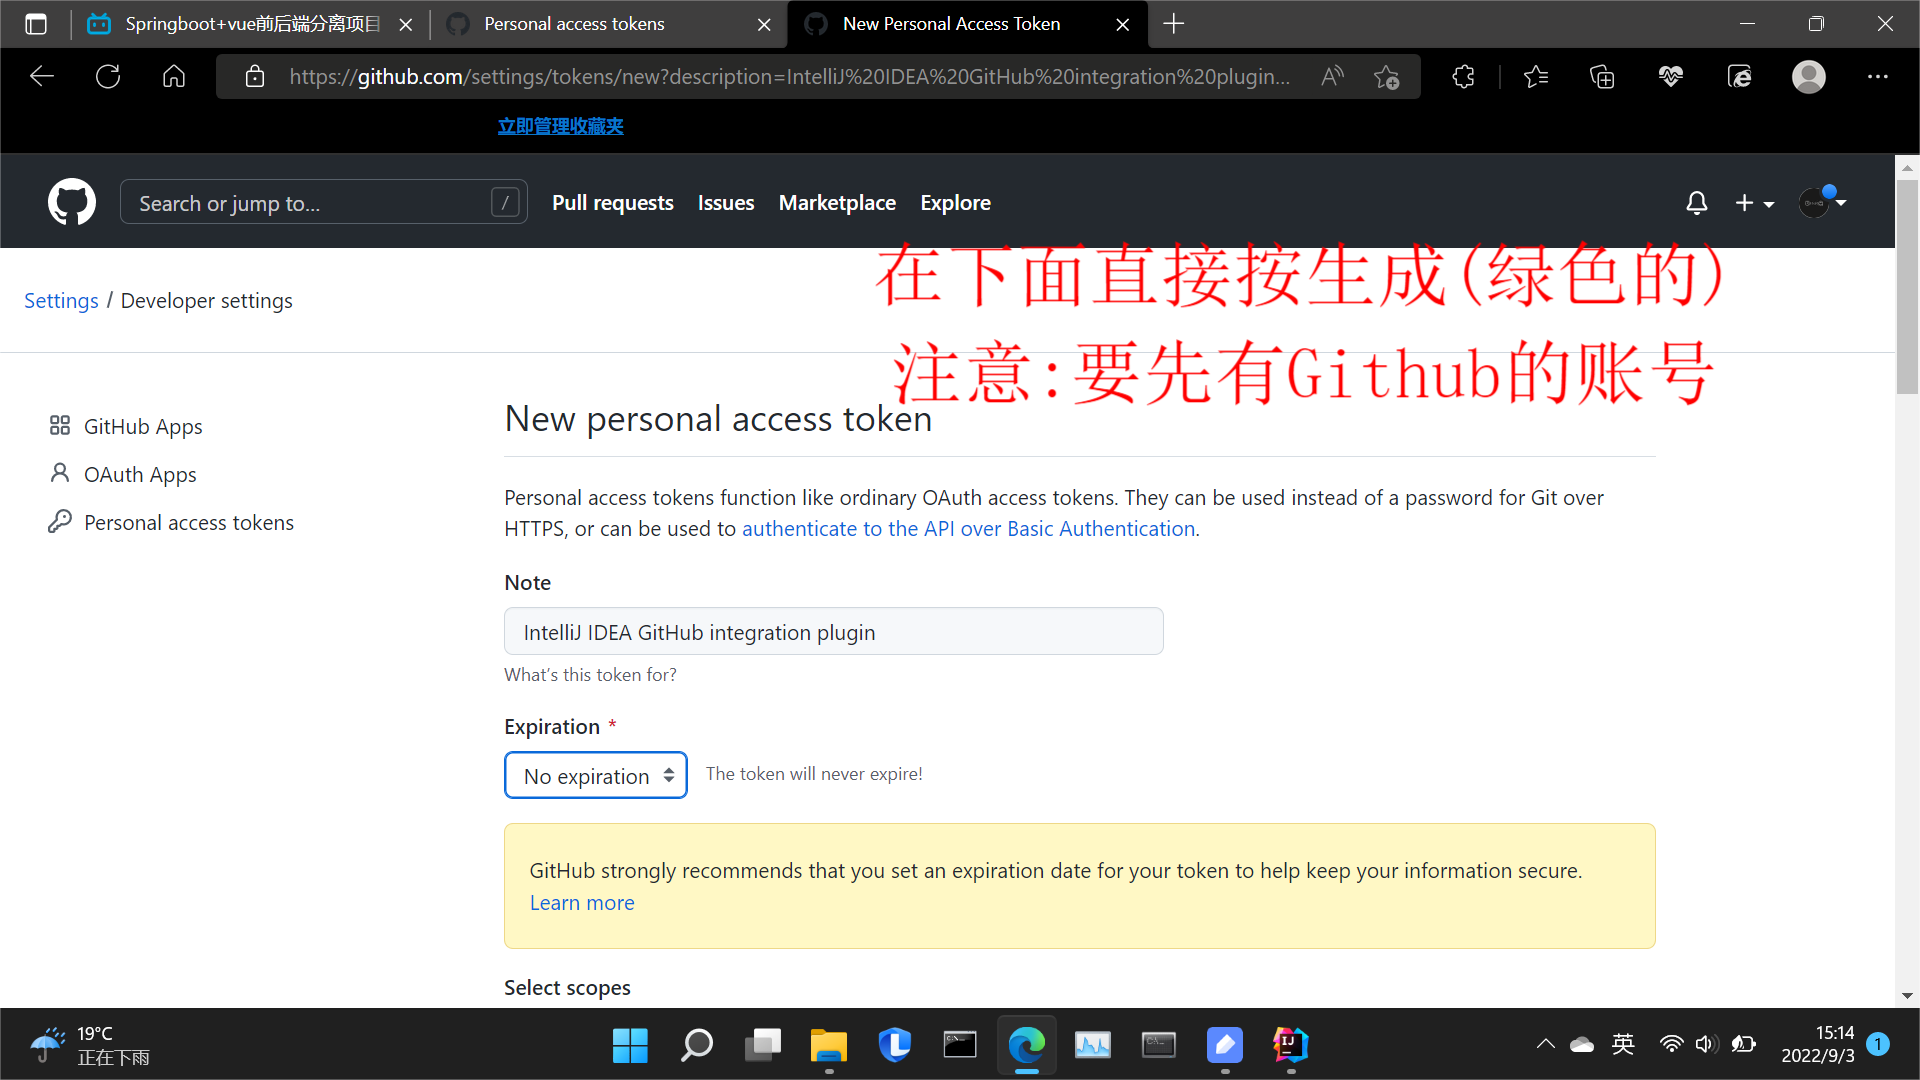 Springboot+vue前后端分离项目
Personal access tokens
New Personal Access Token
https://github.com/settings/tokens/new?description=IntelliJ%20IDEA%20GitHub%20integration%20plugin...
立即管理收藏夹
Search or jump to...
/
Pull requests
Issues
Marketplace
Explore
在下面直接按生成(绿色的)
Settings / Developer settings
注意:要先有Github的账号
GitHub Apps
OAuth Apps
Personal access tokens
New personal access token
Personal access tokens function like ordinary OAuth access tokens. They can be used instead of a password for Git over
HTTPS, or can be used to authenticate to the API over Basic Authentication.
Note
IntelliJ IDEA GitHub integration plugin
What's this token for?
Expiration *
No expiration
The token will never expire!
GitHub strongly recommends that you set an expiration date for your token to help keep your information secure.
Learn more
Select scopes
19°C
正在下雨
IJ
英
15:14
2022/9/3
1